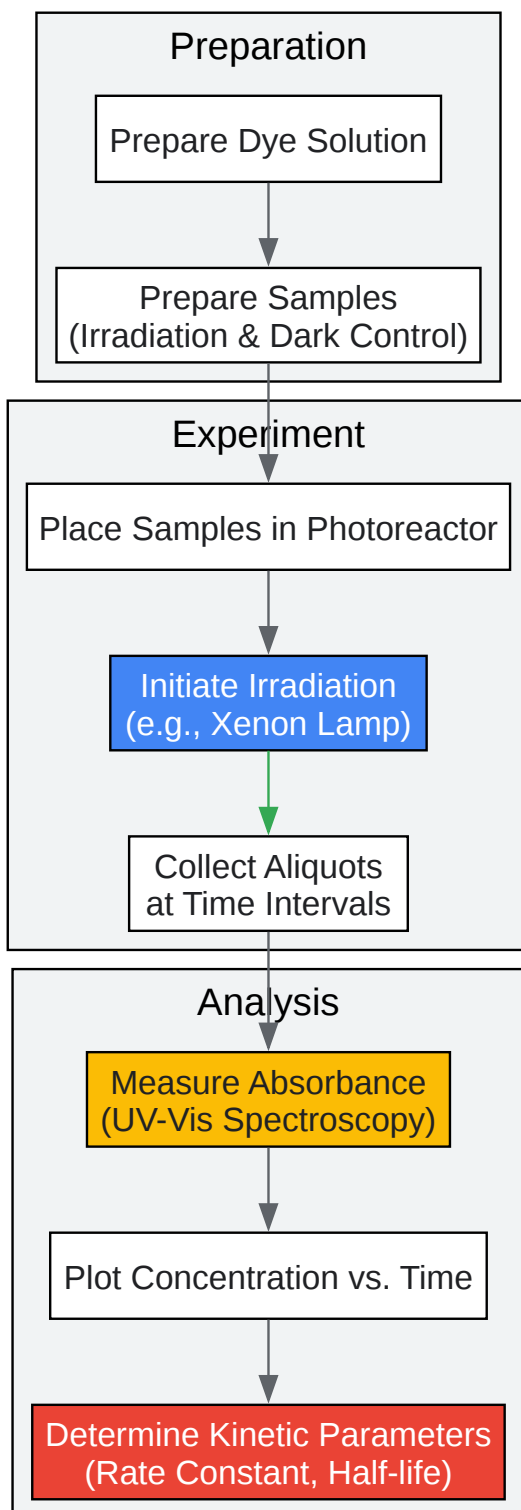 Preparation
Prepare Dye Solution
Prepare Samples
(Irradiation & Dark Control)
Experiment
Place Samples in Photoreactor
Initiate Irradiation
(e.g., Xenon Lamp)
Collect Aliquots
at Time Intervals
Analysis
Measure Absorbance
(UV-Vis Spectroscopy)
Plot Concentration vs. Time
Determine Kinetic Parameters
(Rate Constant, Half-life)